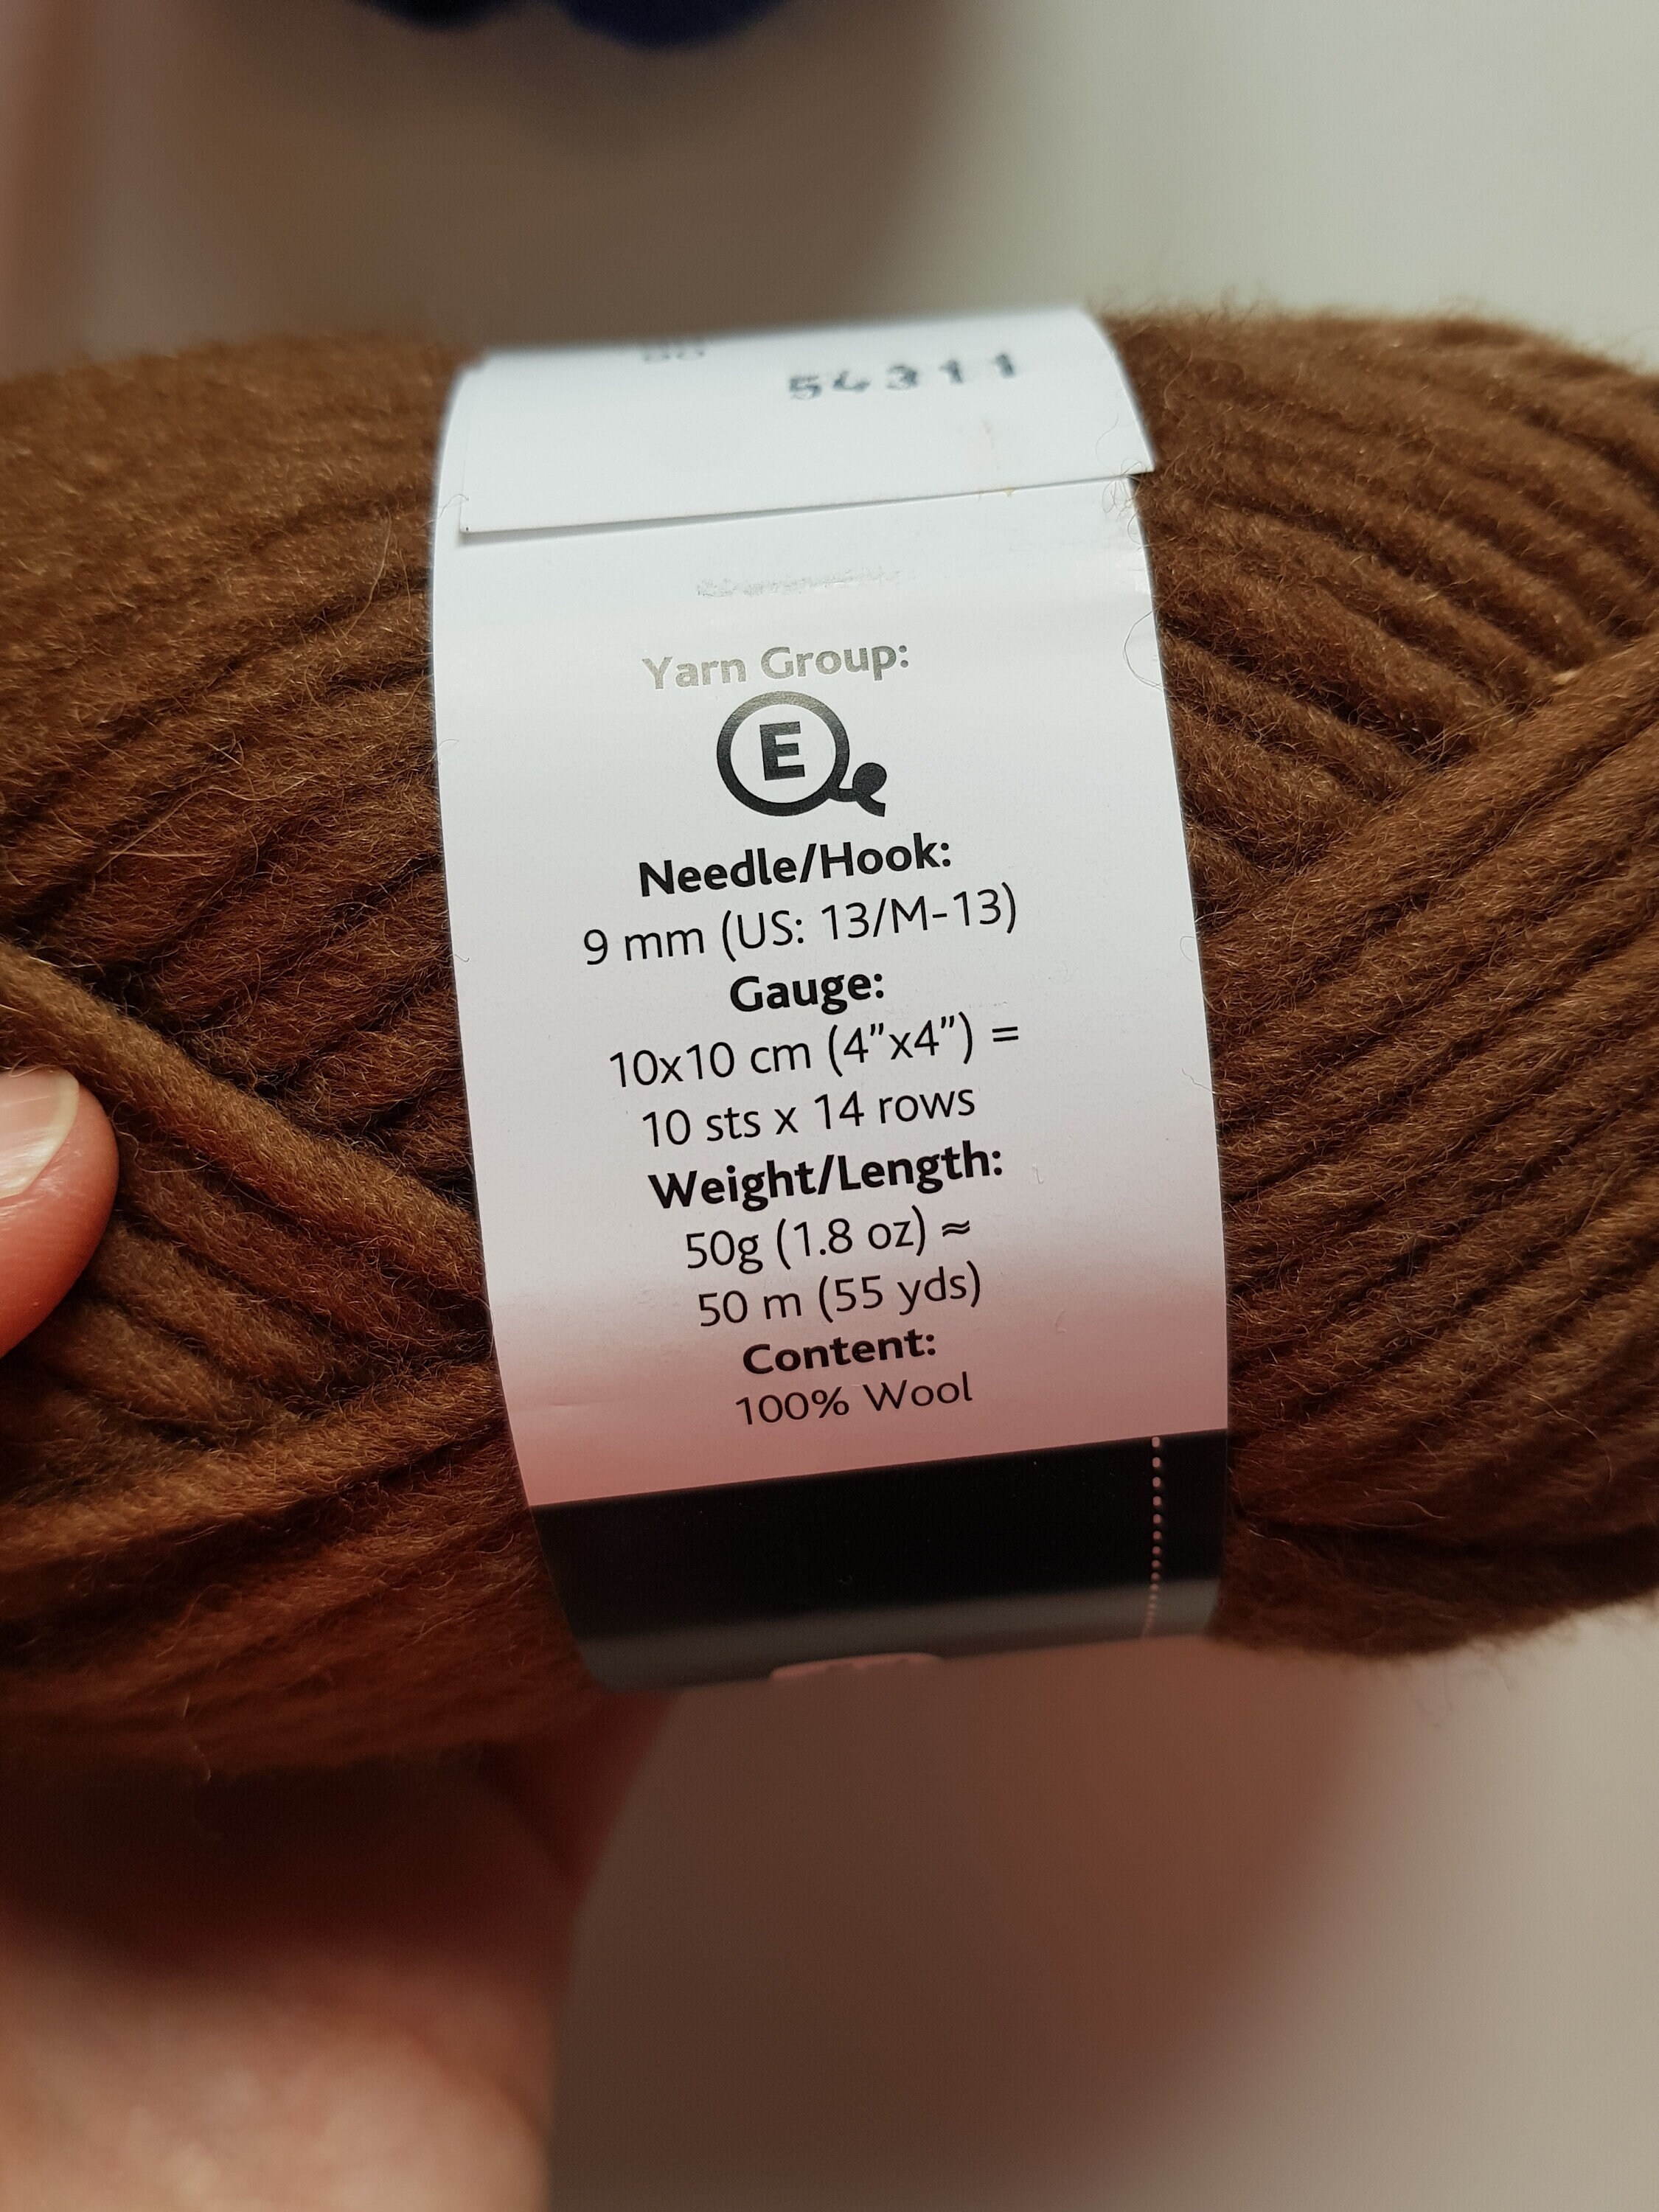 54311
Yarn Group:
E
Needle/Hook:
9 mm (US: 13/M-13)
Gauge:
10x10 cm (4”x4”) =
10 sts x 14 rows
Weight/Length:
50g (1.8 oz) ≈
50 m (55 yds)
Content:
100% Wool